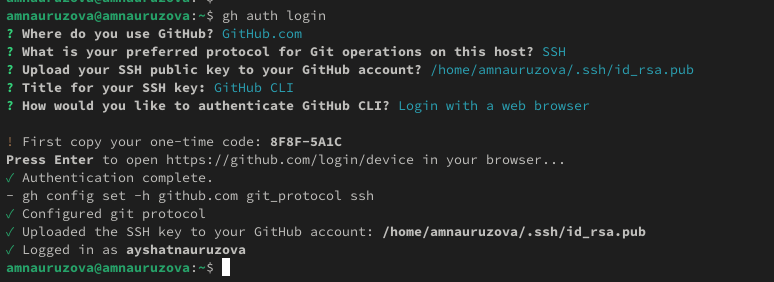 amnauruzova@amnauruzova:~$ gh auth login
? Where do you use GitHub? GitHub.com
? What is your preferred protocol for Git operations on this host? SSH
? Upload your SSH public key to your GitHub account? /home/amnauruzova/.ssh/id_rsa.pub
? Title for your SSH key: GitHub CLI
? How would you like to authenticate GitHub CLI? Login with a web browser
! First copy your one-time code: 8F8F-5A1C
Press Enter to open https://github.com/login/device in your browser...
✓ Authentication complete.
- gh config set -h github.com git_protocol ssh
✓ Configured git protocol
✓ Uploaded the SSH key to your GitHub account: /home/amnauruzova/.ssh/id_rsa.pub
✓ Logged in as ayshatnauruzova
amnauruzova@amnauruzova:~$